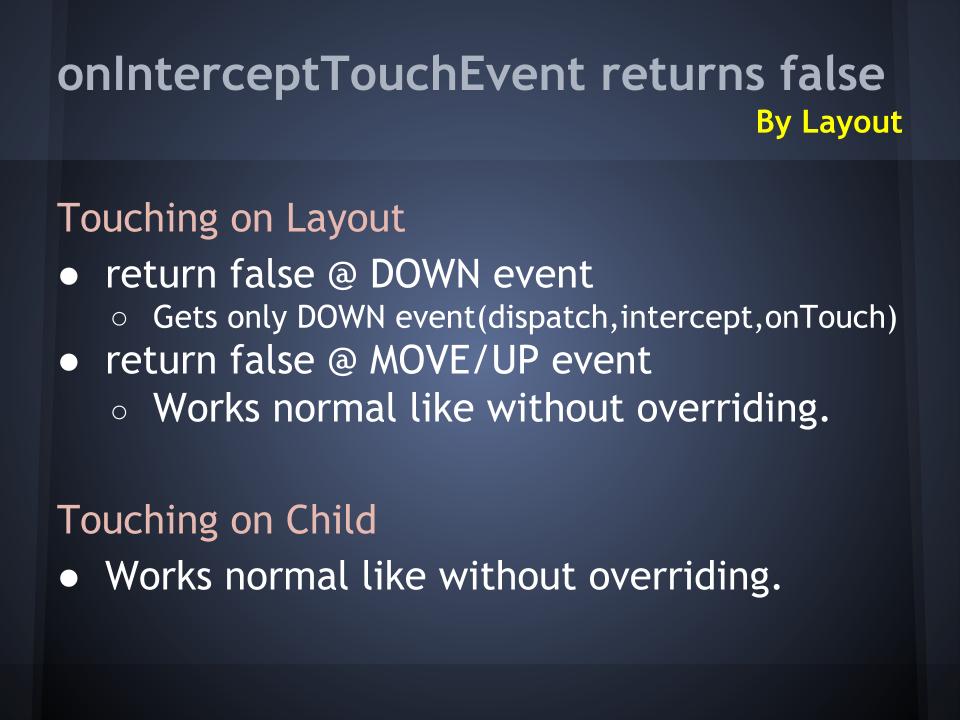 onInterceptTouchEvent returns false
By Layout
Touching on Layout
● return false @ DOWN event
○ Gets only DOWN event(dispatch,intercept,onTouch)
● return false @ MOVE/UP event
○ Works normal like without overriding.
Touching on Child
● Works normal like without overriding.